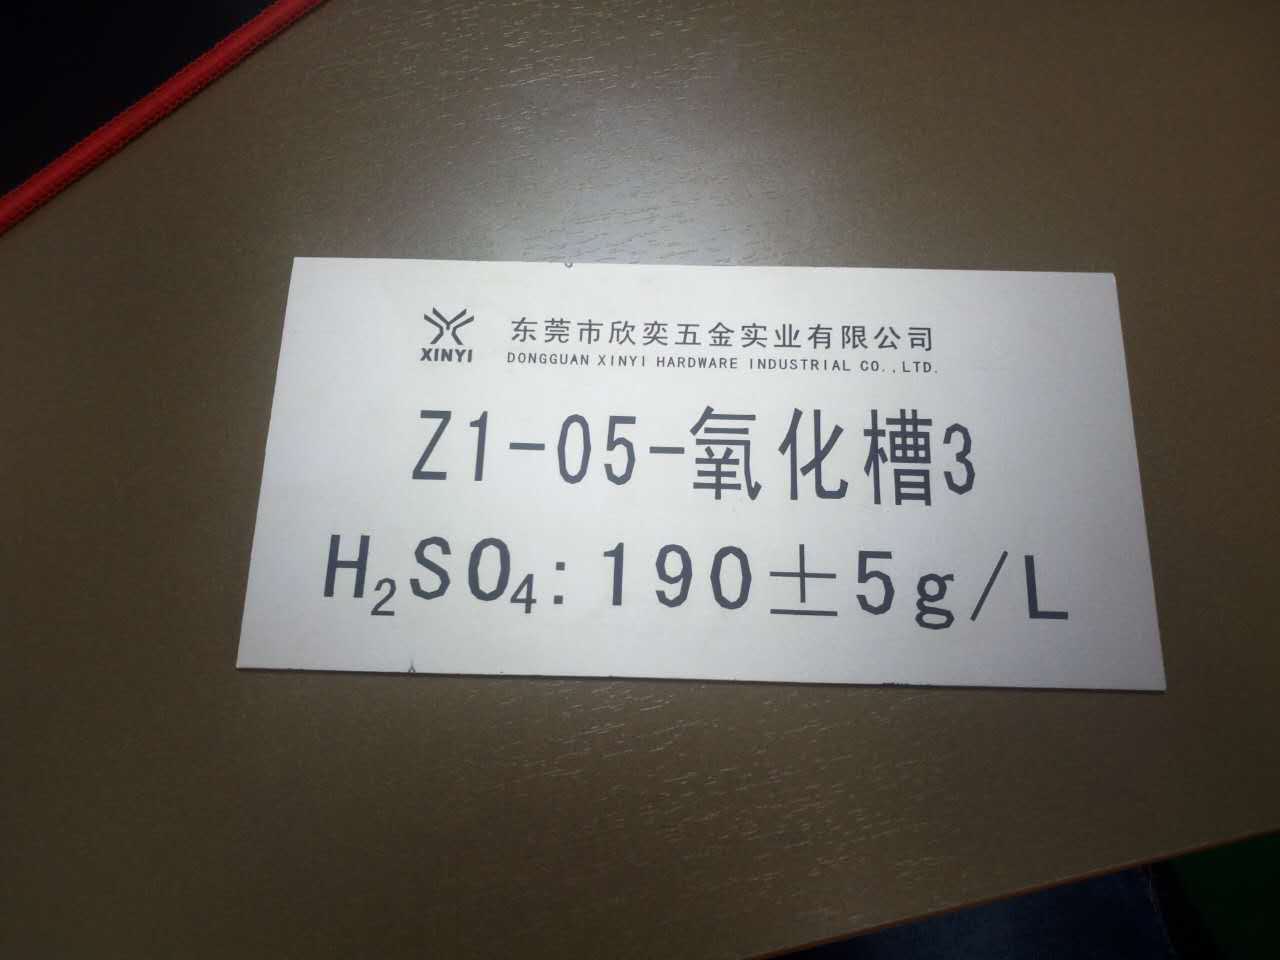 XINYI
东莞市欣奕五金实业有限公司
DONGGUAN XINYI HARDWARE INDUSTRIAL CO.,LTD.
Z1-05-氧化槽3
H₂SO₄:190±5g/L